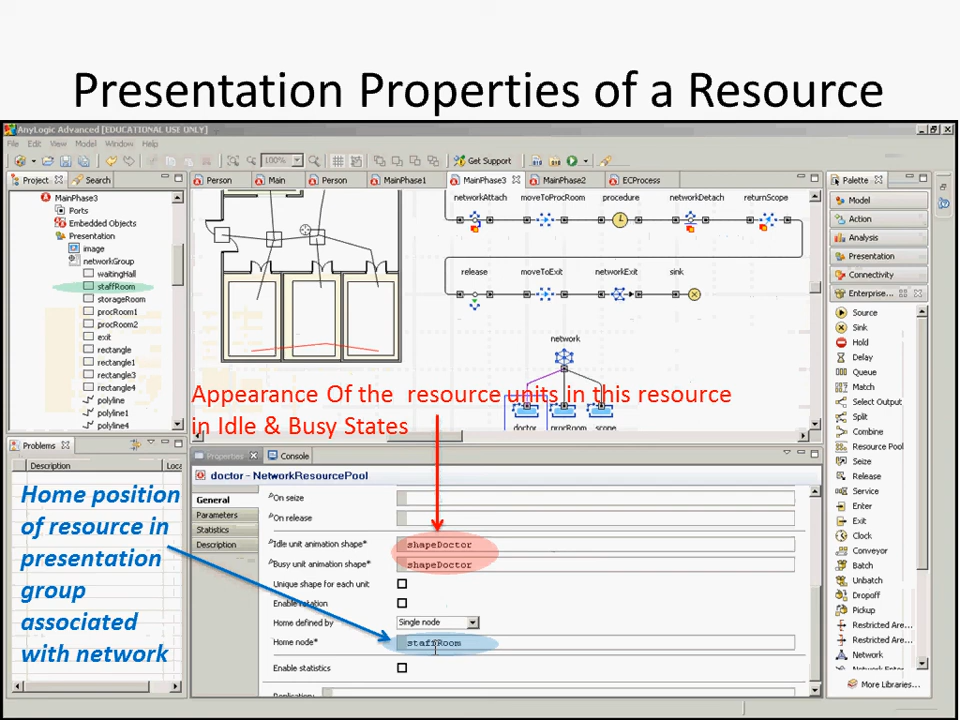 Presentation Properties of a Resource
AnyLogic Advanced [EDUCATIONAL USE ONLY]
File Edit View Model Window Help
100%
Get Support
Project
Search
Person
Main
Person
MainPhase1
MainPhase3
MainPhase2
ECProcess
Palette
MainPhase3
Ports
Embedded Objects
Presentation
image
networkGroup
waitingHall
staffRoom
storageRoom
procRoom1
procRoom2
exit
rectangle
rectangle1
rectangle3
rectangle4
polyline
polyline1
polyline4
networkAttach
moveToProcRoom
procedure
networkDetach
returnScope
release
moveToExit
networkExit
sink
network
doctor
procRoom
scope
Appearance Of the resource units in this resource
in Idle & Busy States
Model
Action
Analysis
Presentation
Connectivity
Enterprise...
Source
Sink
Hold
Delay
Queue
Match
Select Output
Split
Combine
Resource Pool
Seize
Release
Service
Enter
Exit
Clock
Conveyor
Batch
Unbatch
Dropoff
Pickup
Restricted Are...
Restricted Are...
Network
More Libraries...
Problems
Description
Loca
Home position
of resource in
presentation
group
associated
with network
Properties
Console
doctor - NetworkResourcePool
General
Parameters
Statistics
Description
On seize
On release
Idle unit animation shape*
shapeDoctor
Busy unit animation shape*
shapeDoctor
Unique shape for each unit
Enable rotation
Home defined by
Single node
Home node*
staffRoom
Enable statistics
Replication